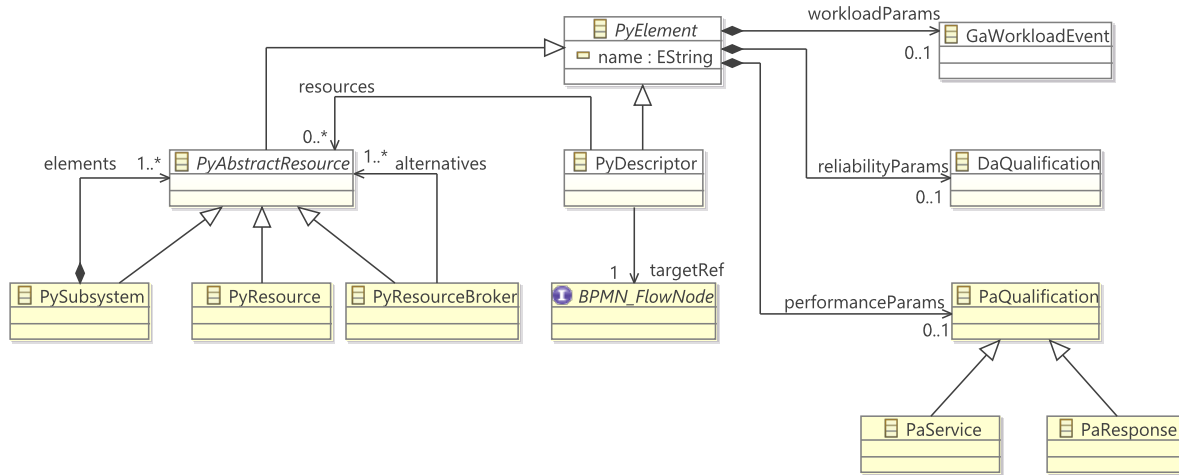 workloadParams
PyElement
GaWorkloadEvent
name : EString
0..1
resources
0..*
elements
1..*
PyAbstractResource
1..*
alternatives
PyDescriptor
reliabilityParams
DaQualification
0..1
1
targetRef
PySubsystem
PyResource
PyResourceBroker
I
BPMN_FlowNode
performanceParams
PaQualification
0..1
PaService
PaResponse